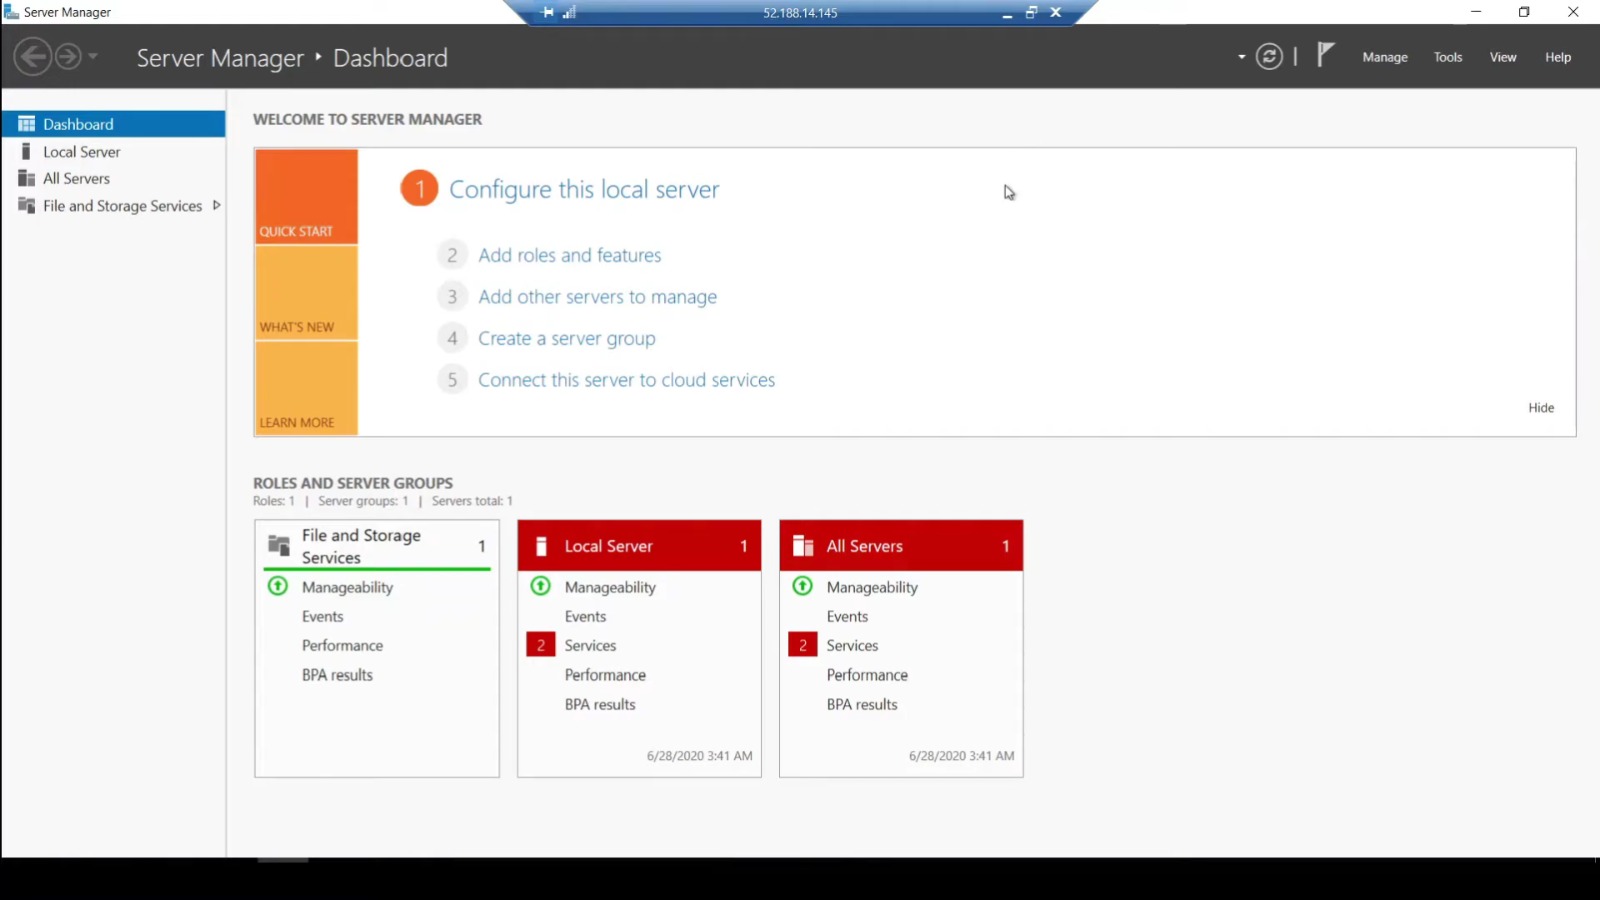 Server Manager
52.188.14.145
Server Manager ‣ Dashboard
Manage Tools View Help
Dashboard
Local Server
All Servers
File and Storage Services
WELCOME TO SERVER MANAGER
QUICK START
WHAT'S NEW
LEARN MORE
1 Configure this local server
2 Add roles and features
3 Add other servers to manage
4 Create a server group
5 Connect this server to cloud services
Hide
ROLES AND SERVER GROUPS
Roles: 1 | Server groups: 1 | Servers total: 1
File and Storage
Services 1
Manageability
Events
Performance
BPA results
Local Server 1
Manageability
Events
2 Services
Performance
BPA results
6/28/2020 3:41 AM
All Servers 1
Manageability
Events
2 Services
Performance
BPA results
6/28/2020 3:41 AM